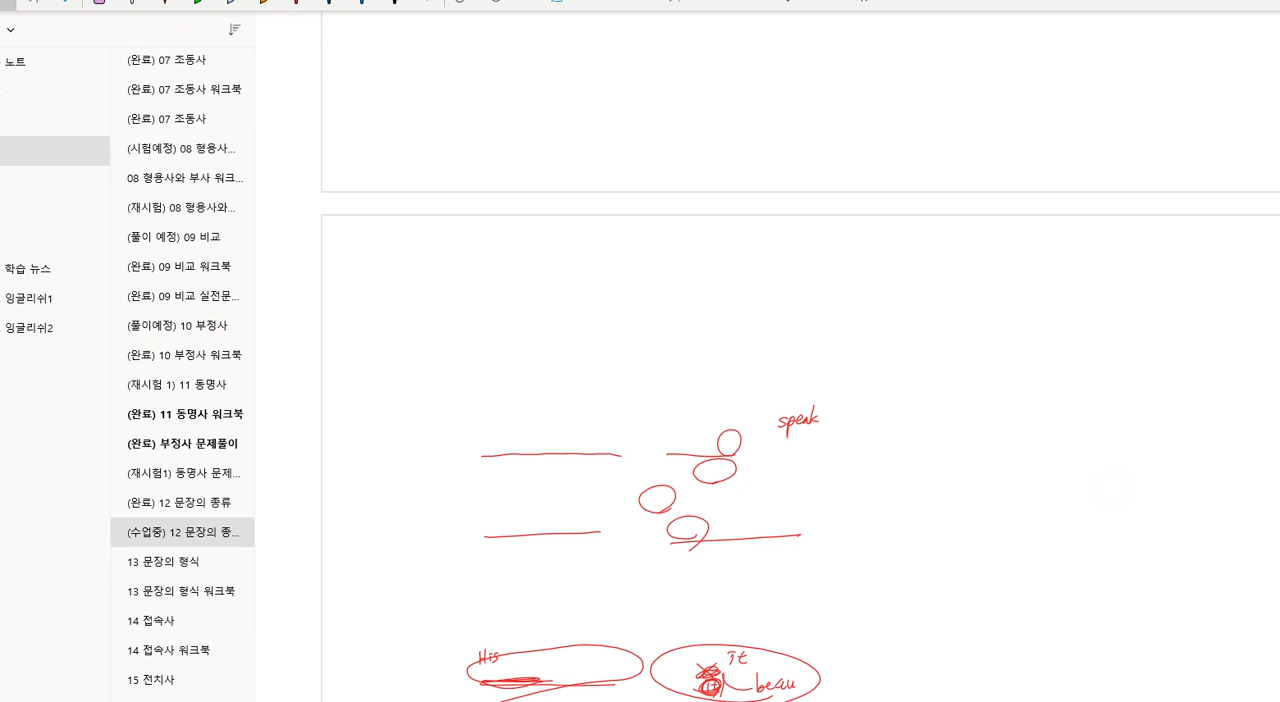 노트
학습 뉴스
잉글리쉬1
잉글리쉬2
(완료) 07 조동사
(완료) 07 조동사 워크북
(완료) 07 조동사
(시험예정) 08 형용사...
08 형용사와 부사 워크...
(재시험) 08 형용사와...
(풀이 예정) 09 비교
(완료) 09 비교 워크북
(완료) 09 비교 실전문...
(풀이예정) 10 부정사
(완료) 10 부정사 워크북
(재시험 1) 11 동명사
(완료) 11 동명사 워크북
(완료) 부정사 문제풀이
(재시험1) 동명사 문제...
(완료) 12 문장의 종류
(수업중) 12 문장의 종...
13 문장의 형식
13 문장의 형식 워크북
14 접속사
14 접속사 워크북
15 전치사
speak
His
it
beau